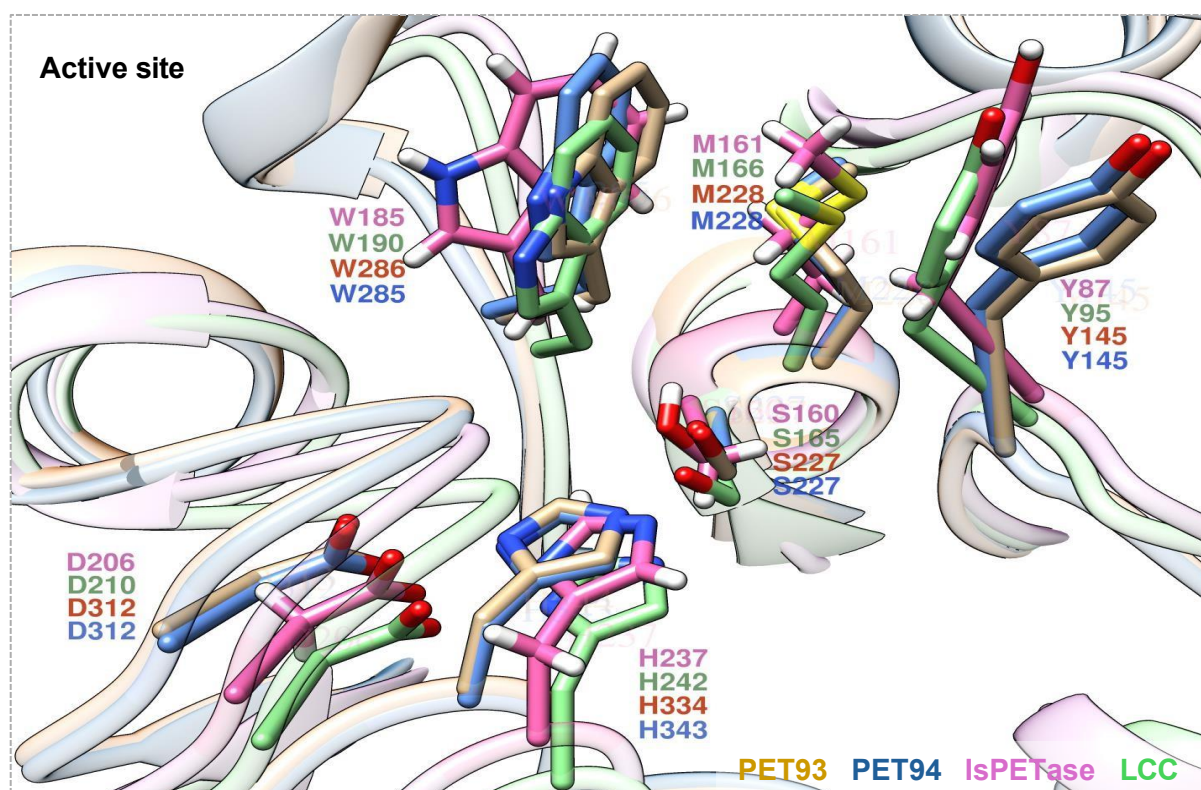 Active site
W185
W190
W286
W285
M161
M166
M228
M228
Y87
Y95
Y145
Y145
S160
S165
S227
S227
D206
D210
D312
D312
H237
H242
H334
H343
PET93 PET94 IsPETase LCC